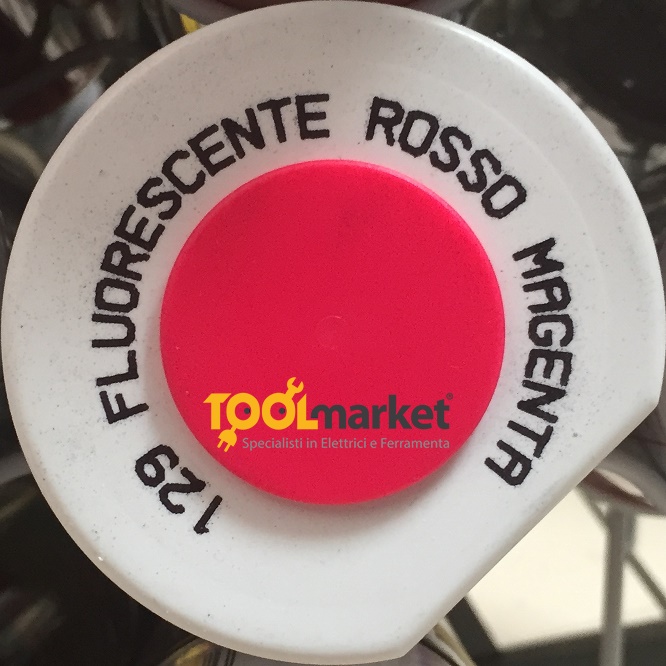 129 FLUORESCENTE ROSSO MAGENTA
TOOLmarket®
Specialisti in Elettrici e Ferramenta